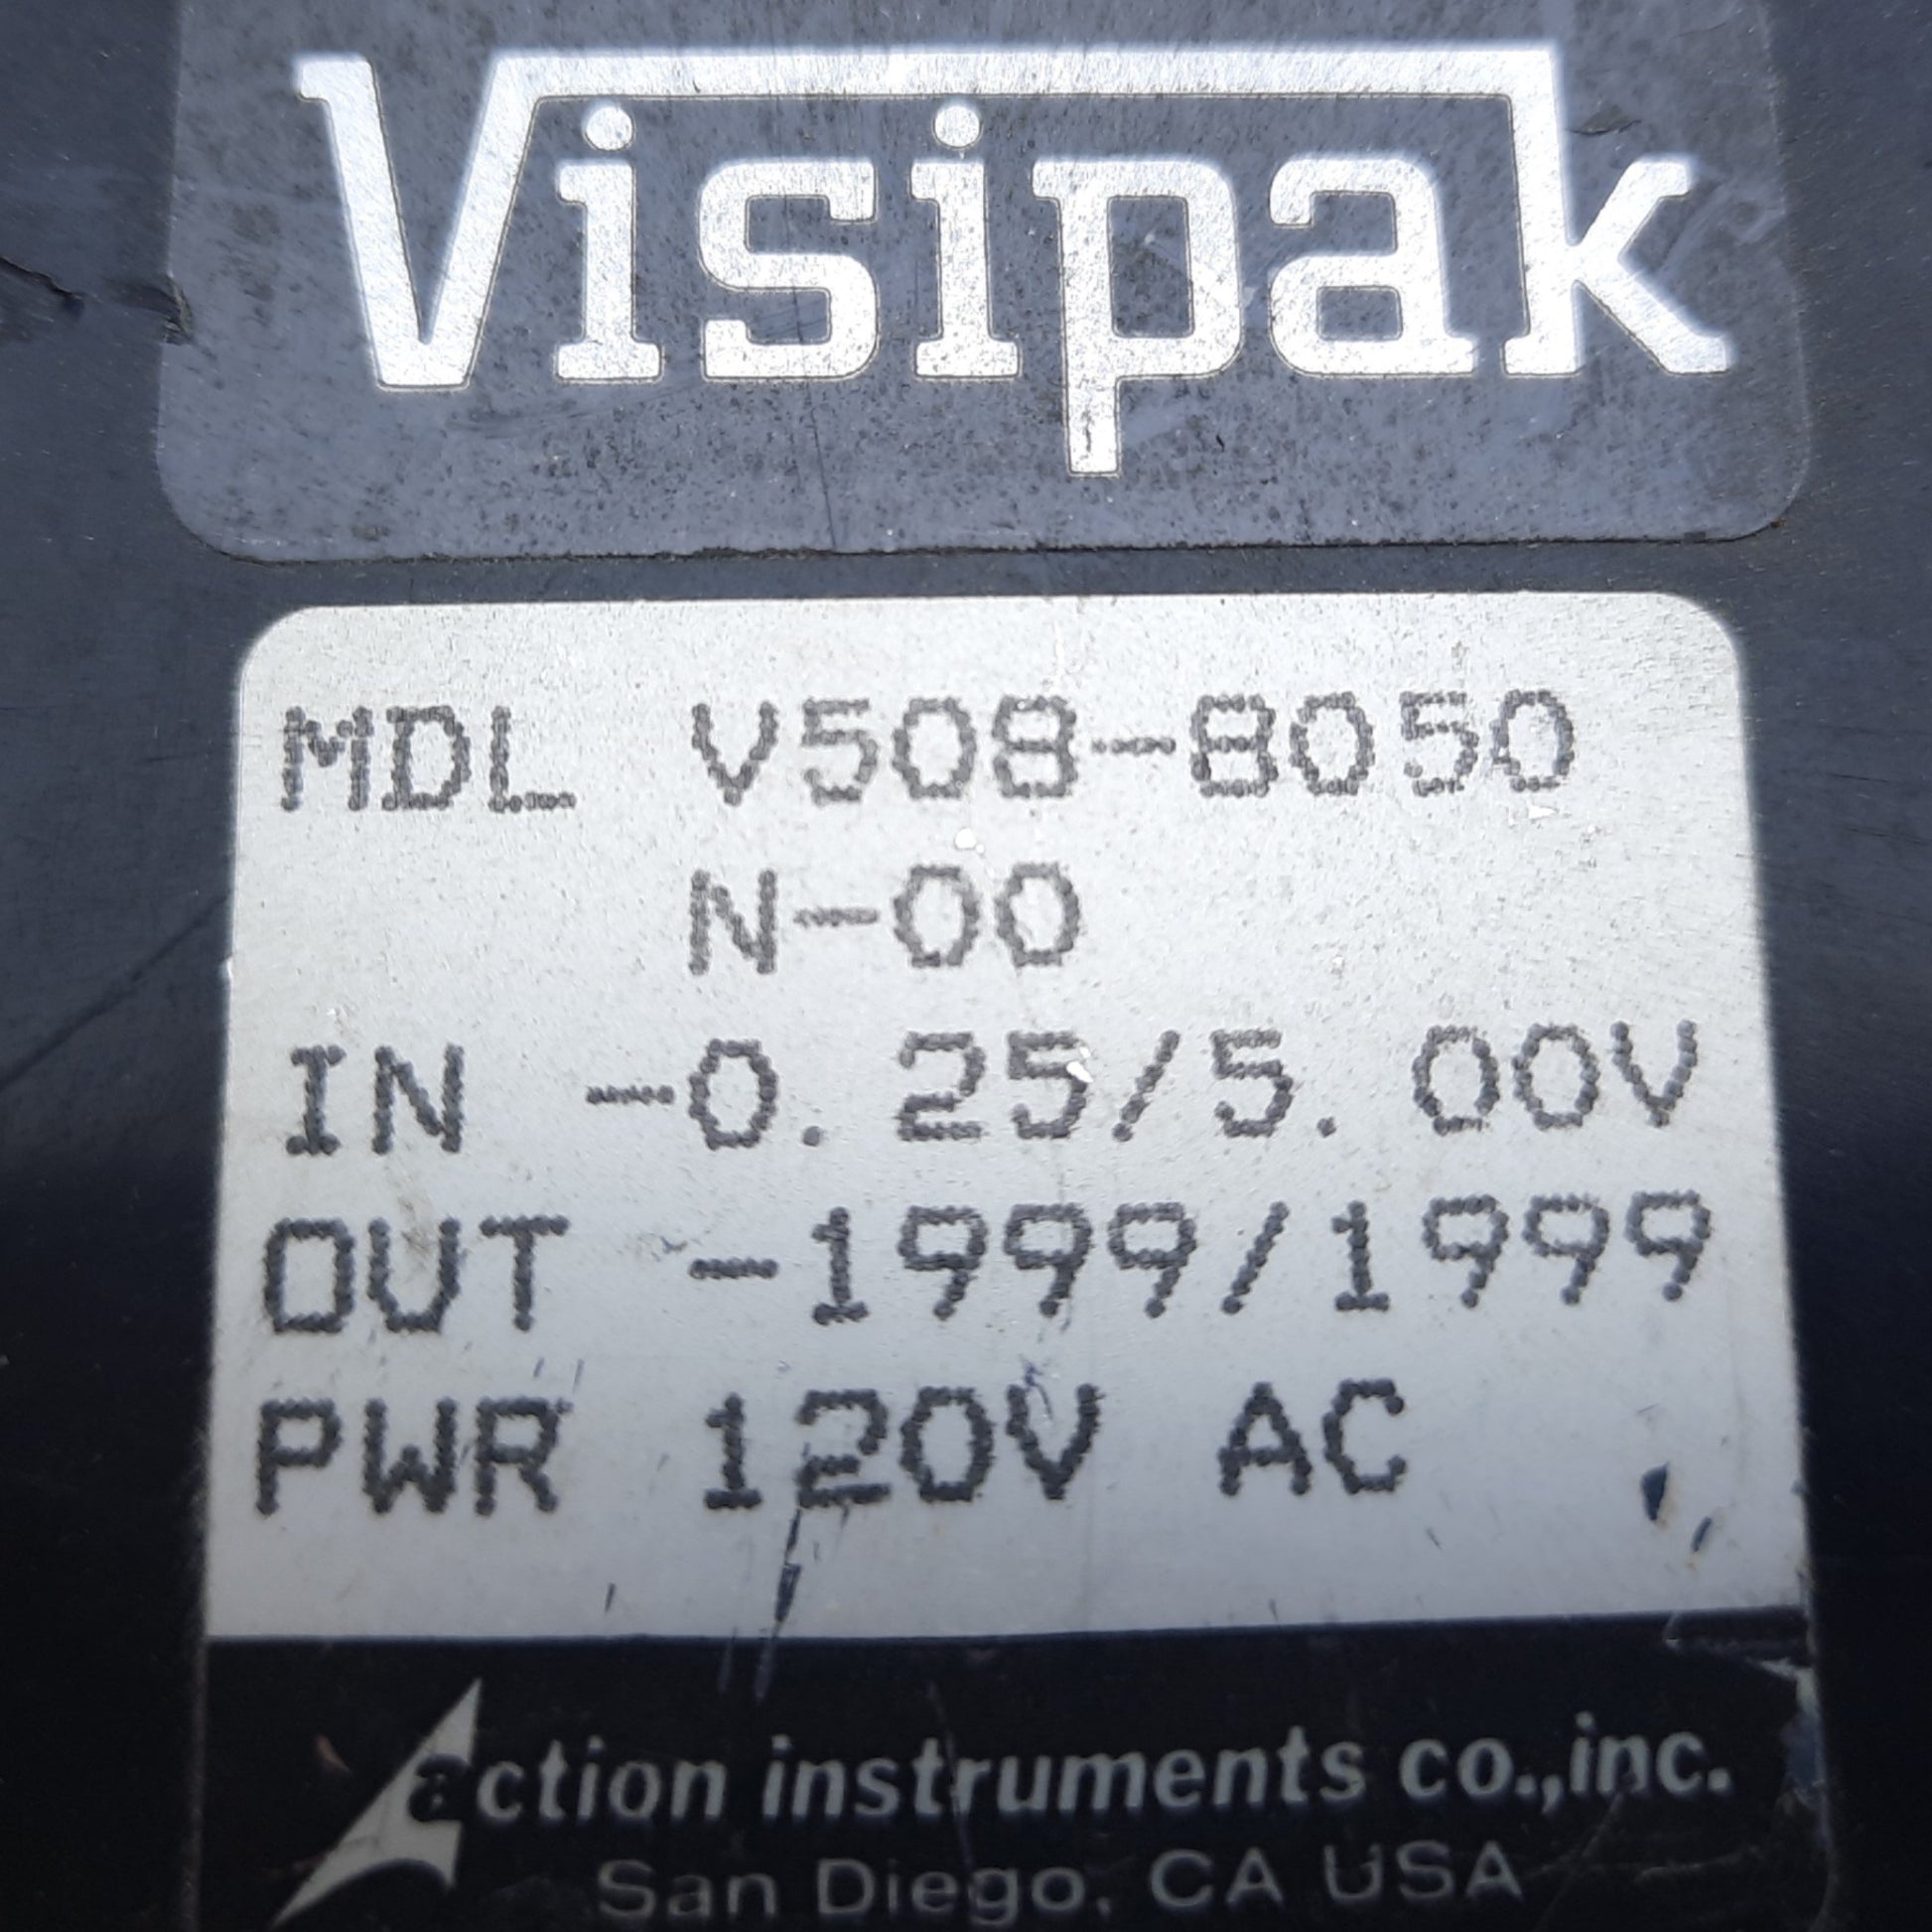 Visipak
MDL V508-8050
N-00
IN -0.25/5.00V
OUT -1999/1999
PWR 120V AC
action instruments co.,inc.
San Diego, CA USA